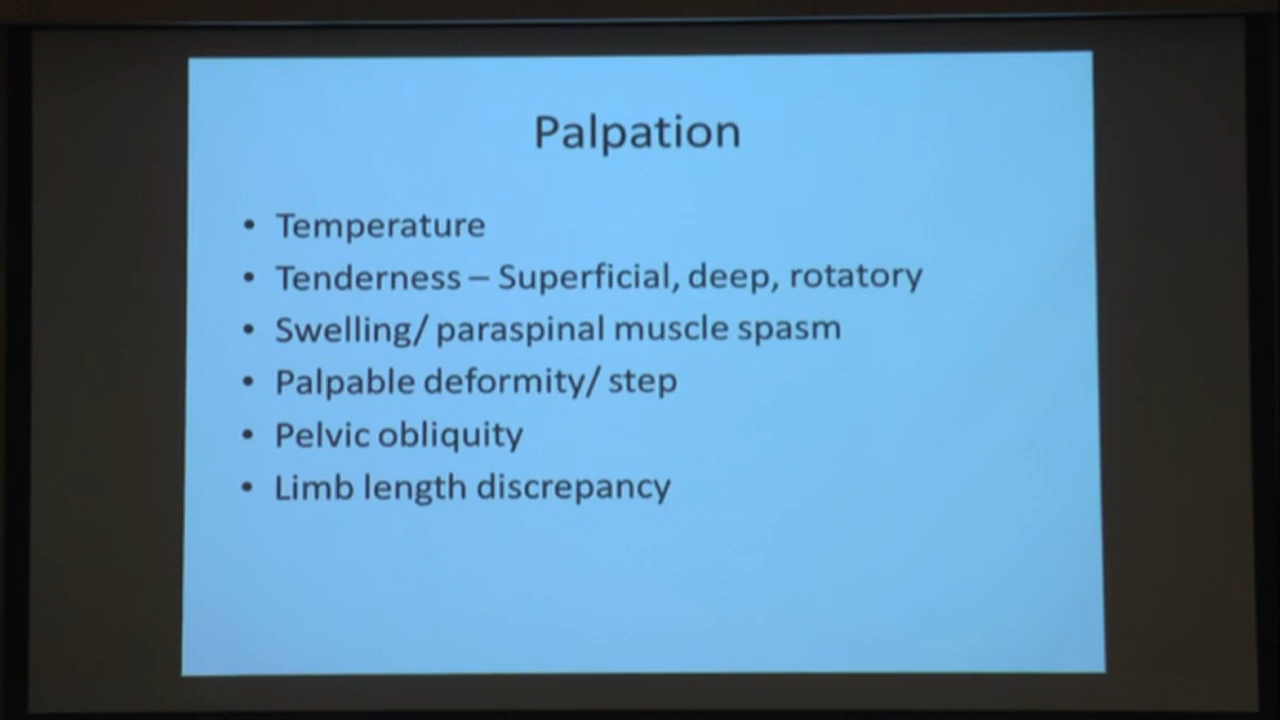 Palpation
• Temperature
• Tenderness – Superficial, deep, rotatory
• Swelling/ paraspinal muscle spasm
• Palpable deformity/ step
• Pelvic obliquity
• Limb length discrepancy